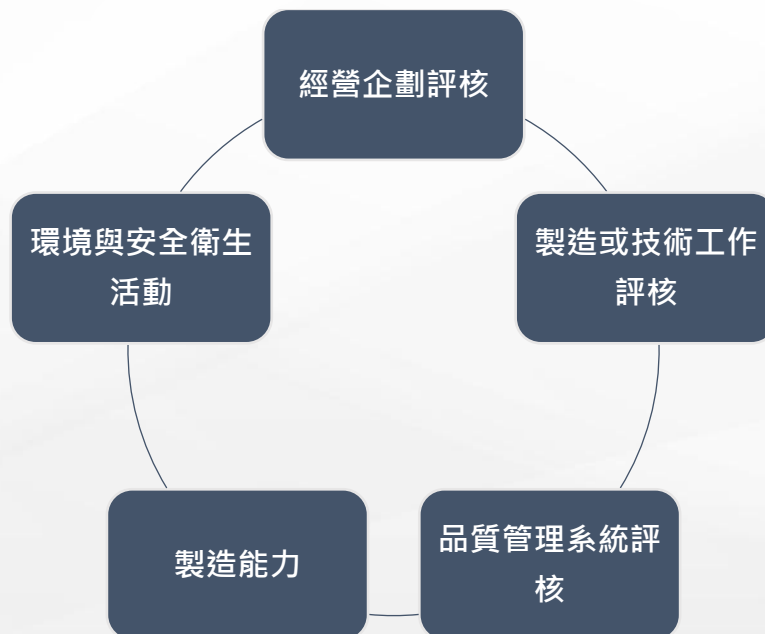 經營企劃評核
環境與安全衛生
活動
製造或技術工作
評核
製造能力
品質管理系統評
核